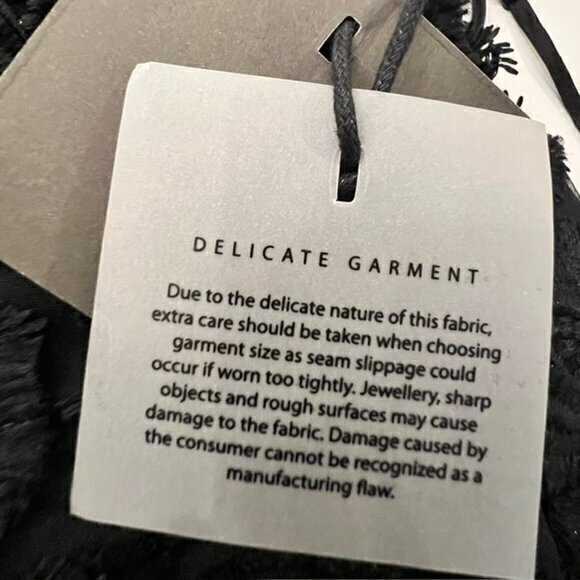 DELICATE GARMENT
Due to the delicate nature of this fabric,
extra care should be taken when choosing
garment size as seam slippage could
occur if worn too tightly. Jewellery, sharp
objects and rough surfaces may cause
damage to the fabric. Damage caused by
the consumer cannot be recognized as a
manufacturing flaw.